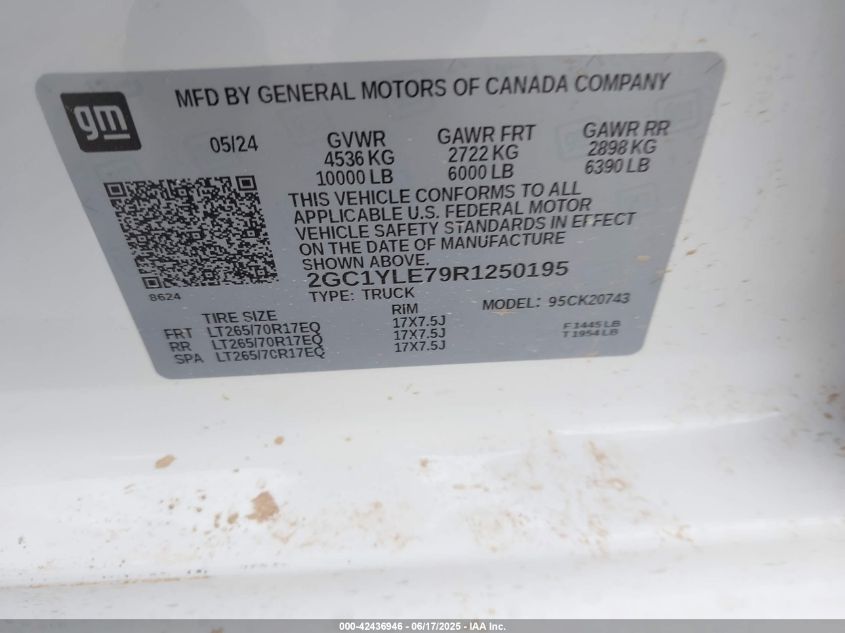 gm
MFD BY GENERAL MOTORS OF CANADA COMPANY
05/24 GVWR GAWR FRT GAWR RR
4536 KG 2722 KG 2898 KG
10000 LB 6000 LB 6390 LB
THIS VEHICLE CONFORMS TO ALL
APPLICABLE U.S. FEDERAL MOTOR
VEHICLE SAFETY STANDARDS IN EFFECT
ON THE DATE OF MANUFACTURE
SHOWN ABOVE.
2GC1YLE79R1250195
8624
TYPE: TRUCK MODEL: 95CK20743
TIRE SIZE RIM
FRT LT265/70R17EQ 17X7.5J F1445 LB
RR LT265/70R17EQ 17X7.5J T1954 LB
SPA LT265/70R17EQ 17X7.5J
000-42436946 - 06/17/2025 - IAA Inc.